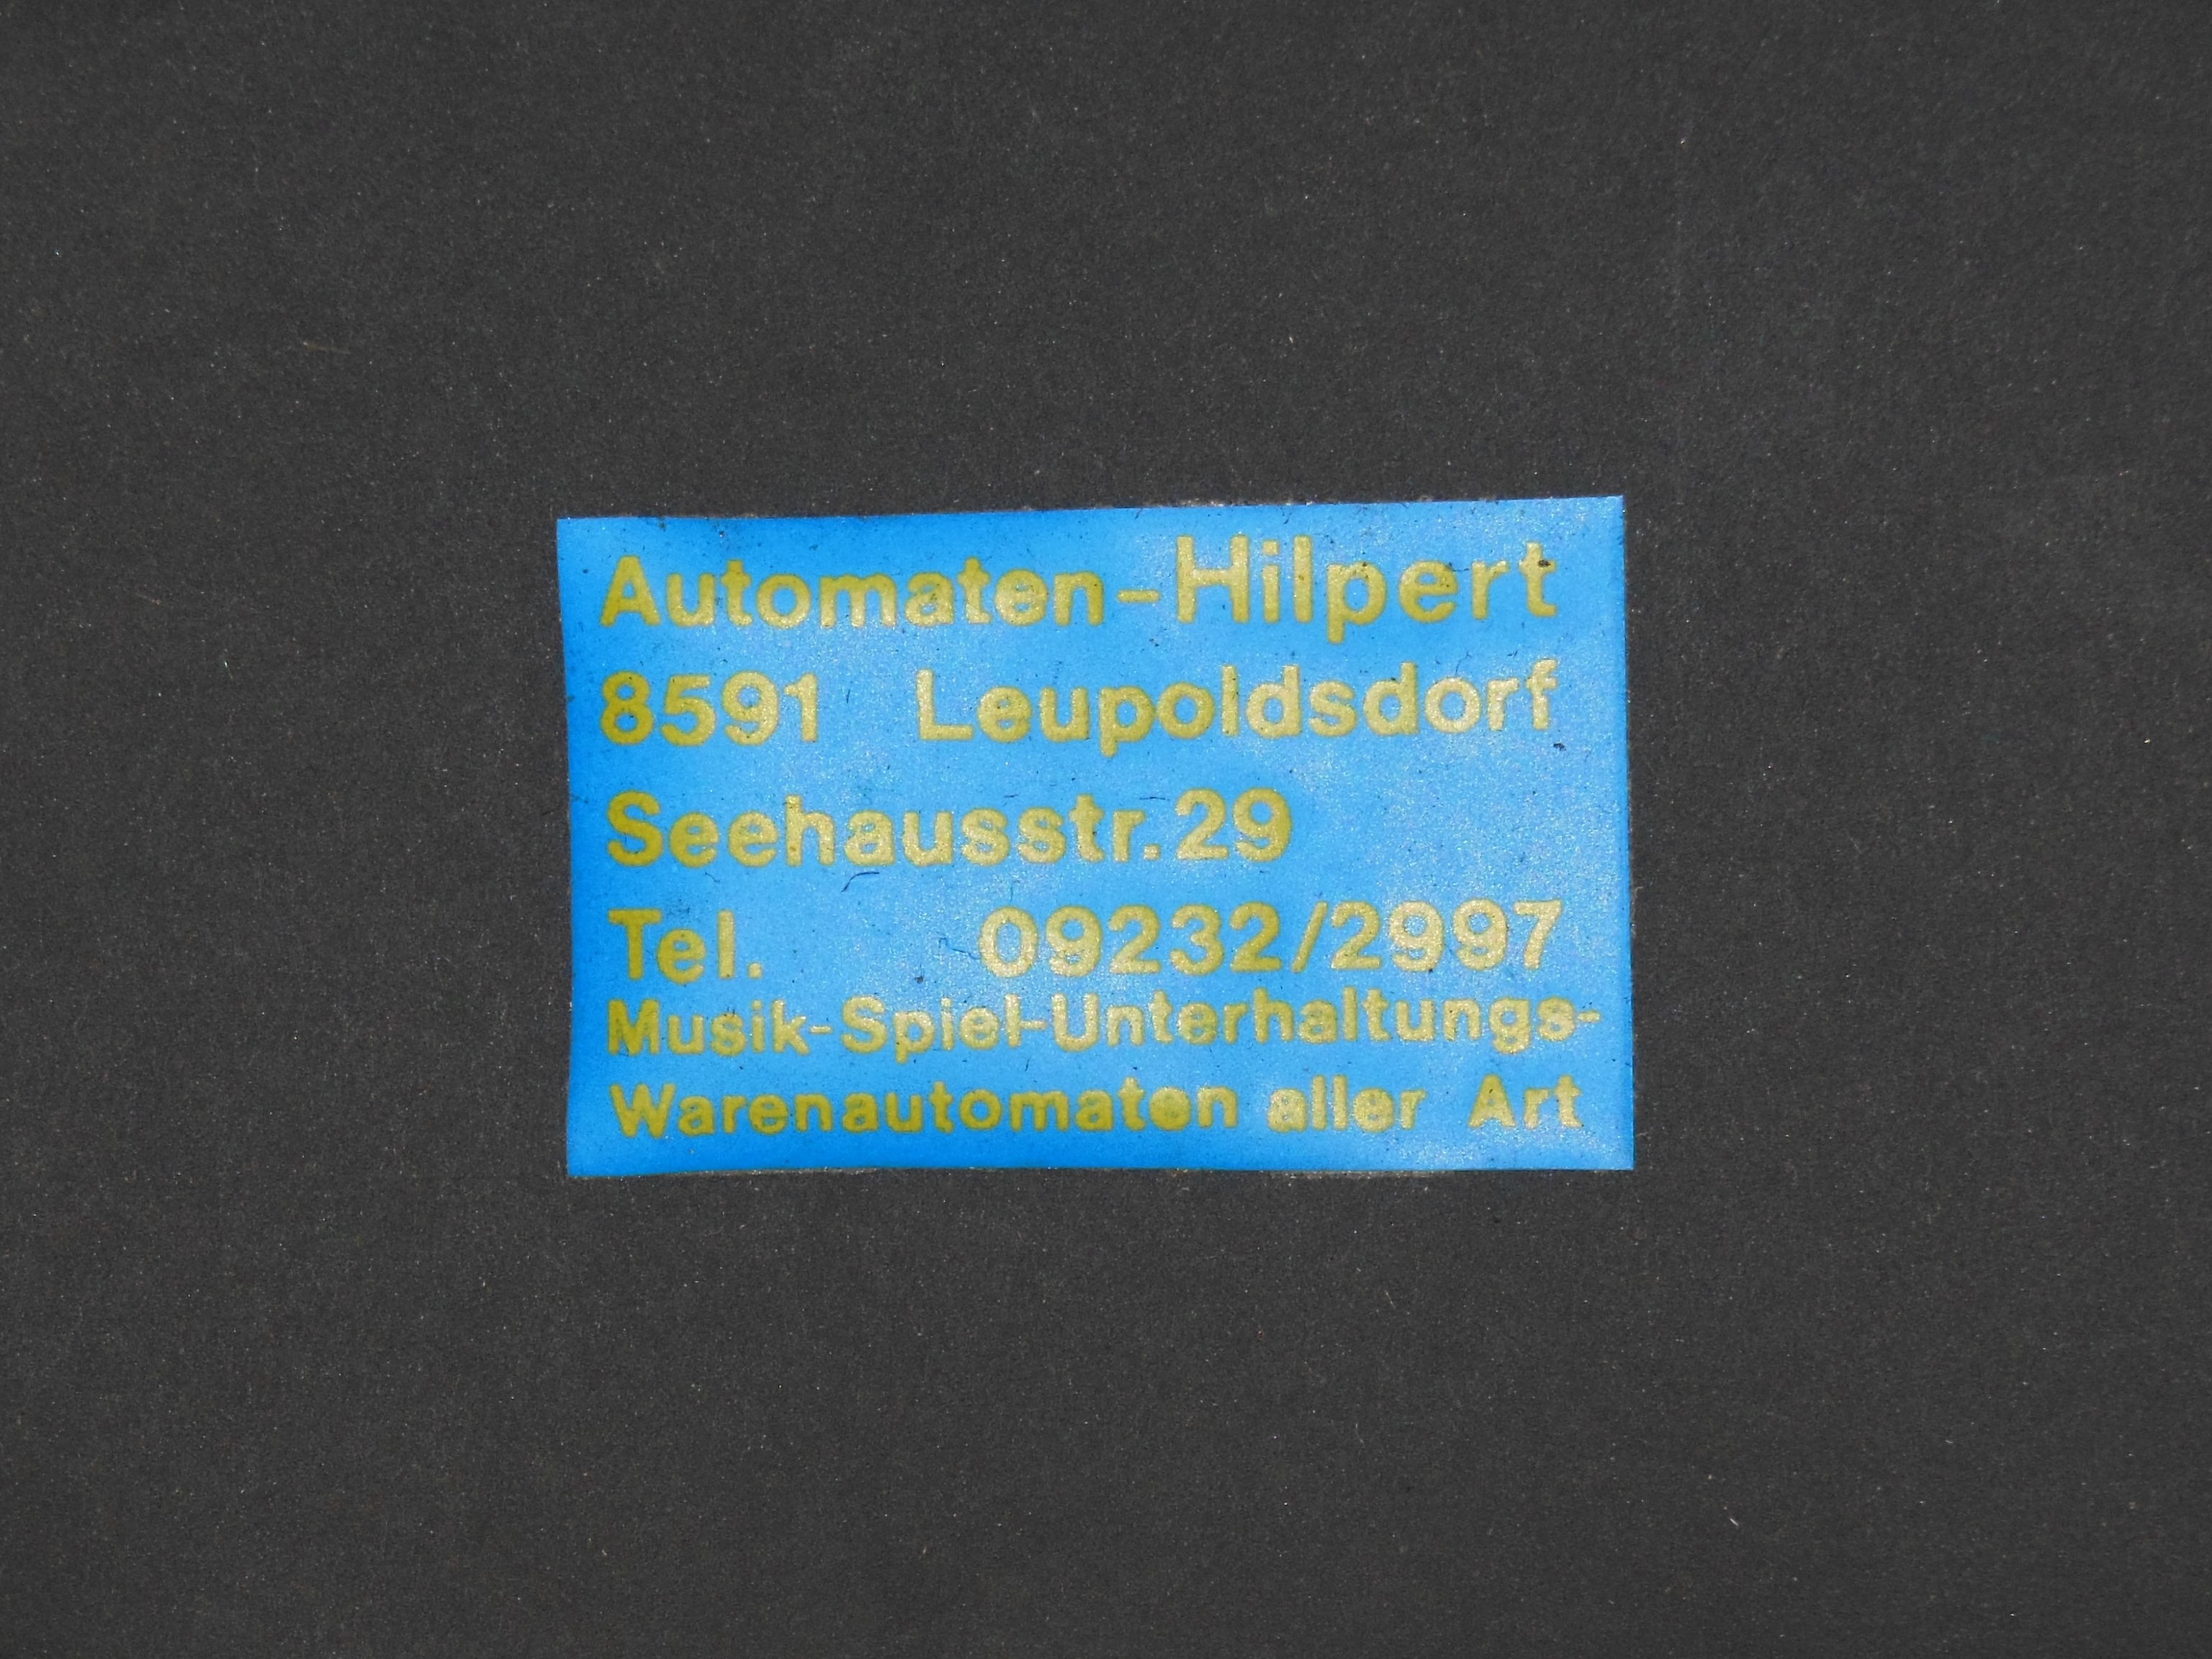 Automaten-Hilpert
8591 Leupoldsdorf
Seehausstr.29
Tel. 09232/2997
Musik-Spiel-Unterhaltungs-
Warenautomaten aller Art